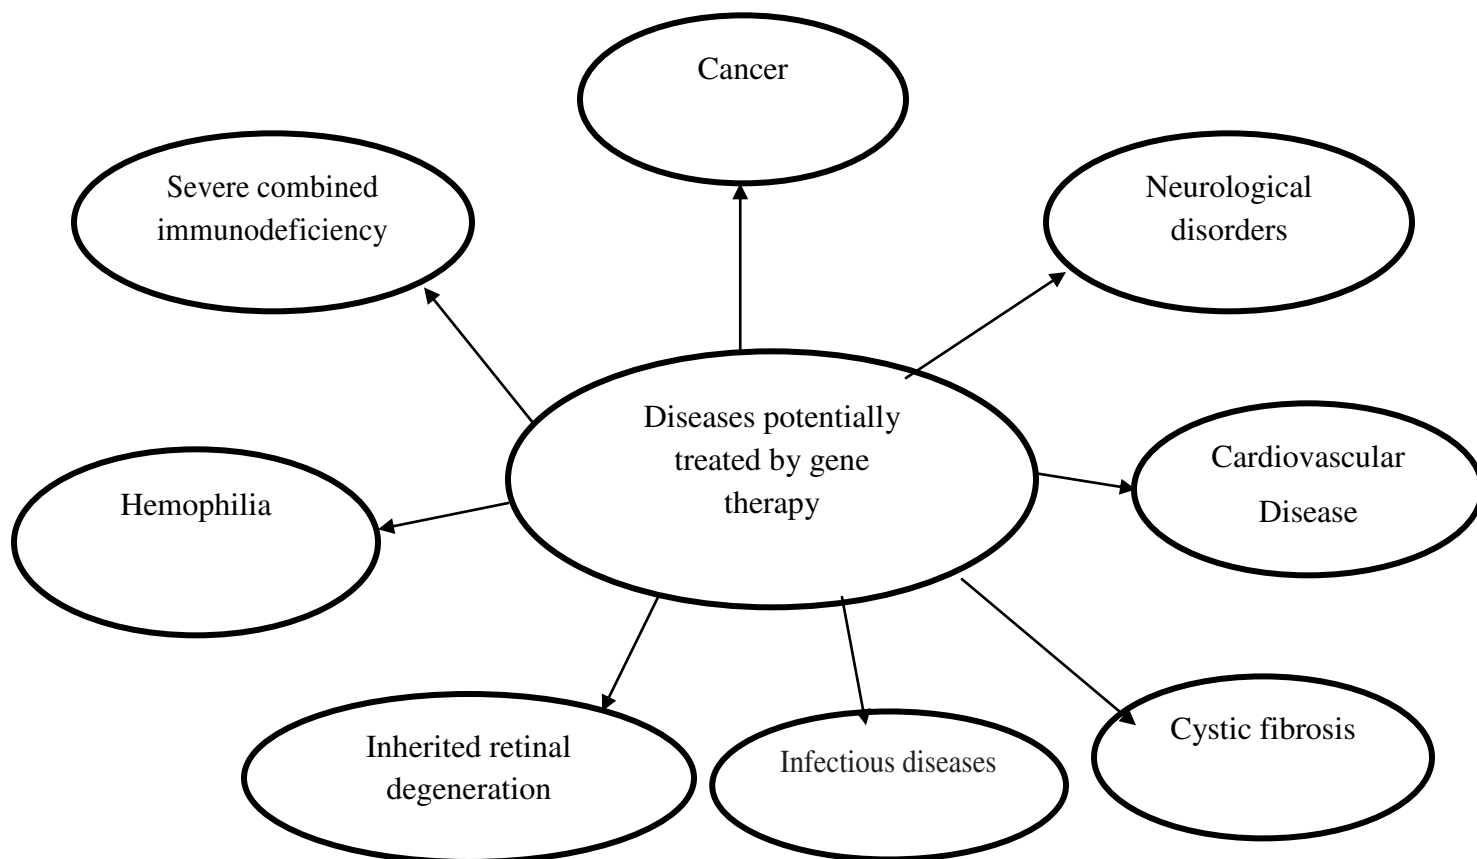 Cancer
Severe combined
immunodeficiency
Neurological
disorders
Diseases potentially
treated by gene
therapy
Cardiovascular
Disease
Hemophilia
Inherited retinal
degeneration
Infectious diseases
Cystic fibrosis